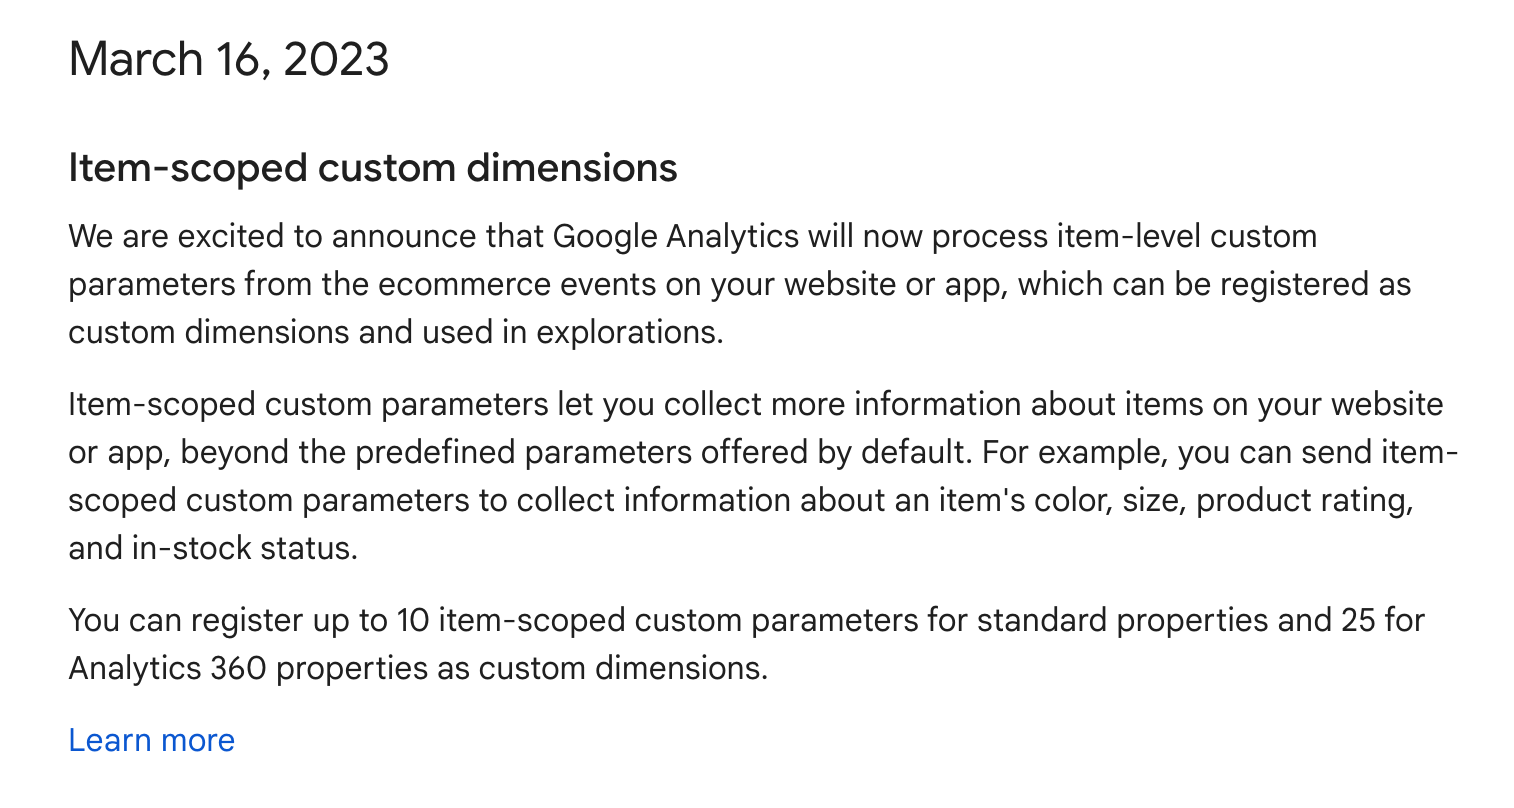 March 16, 2023
Item-scoped custom dimensions
We are excited to announce that Google Analytics will now process item-level custom
parameters from the ecommerce events on your website or app, which can be registered as
custom dimensions and used in explorations.
Item-scoped custom parameters let you collect more information about items on your website
or app, beyond the predefined parameters offered by default. For example, you can send item-
scoped custom parameters to collect information about an item's color, size, product rating,
and in-stock status.
You can register up to 10 item-scoped custom parameters for standard properties and 25 for
Analytics 360 properties as custom dimensions.
Learn more